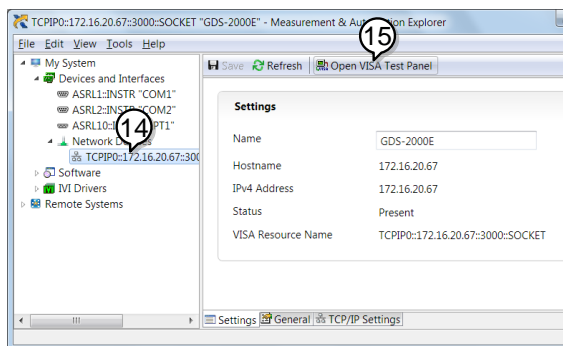 TCPIP0::172.16.20.67::3000::SOCKET "GDS-2000E" - Measurement & Automation Explorer
File Edit View Tools Help
15
Save Refresh Open VISA Test Panel
My System
Devices and Interfaces
ASRL1::INSTR "COM1"
ASRL2::INSTR "COM2"
14
Network Devices
TCPIP0::172.16.20.67::300
Software
IVI Drivers
Remote Systems
Settings
Name GDS-2000E
Hostname 172.16.20.67
IPv4 Address 172.16.20.67
Status Present
VISA Resource Name TCPIP0::172.16.20.67::3000::SOCKET
Settings General TCP/IP Settings